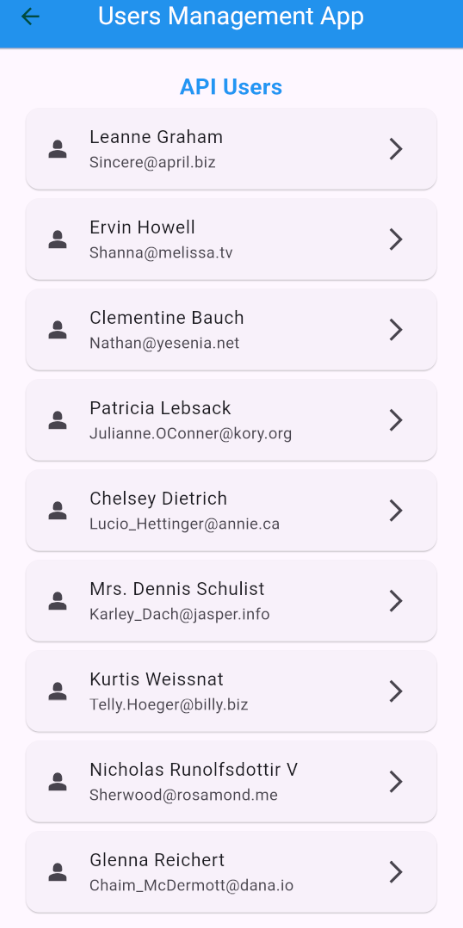 Users Management App
API Users
Leanne Graham
Sincere@april.biz
Ervin Howell
Shanna@melissa.tv
Clementine Bauch
Nathan@yesenia.net
Patricia Lebsack
Julianne.OConner@kory.org
Chelsey Dietrich
Lucio_Hettinger@annie.ca
Mrs. Dennis Schulist
Karley_Dach@jasper.info
Kurtis Weissnat
Telly.Hoeger@billy.biz
Nicholas Runolfsdottir V
Sherwood@rosamond.me
Glenna Reichert
Chaim_McDermott@dana.io